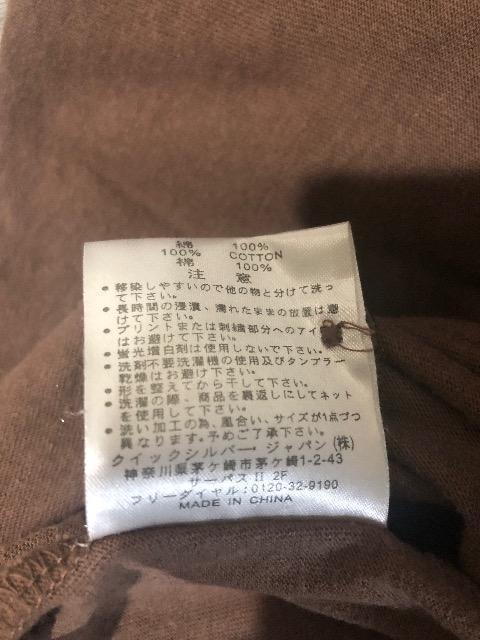 綿 100%
100% COTTON
棉 100%
注 意
• 移染しやすいので他の物と分けて洗っ
て下さい。
• 長時間の浸漬、濡れたままの放置は避
けて下さい。
• プリントまたは刺繍部分へのアイ
はお避け下さい。
• 蛍光増白剤は使用しないで下さい。
• 洗剤不要洗濯機の使用及びタンブラー
乾燥はお避け下さい。
• 形を整えてから干して下さい。
• 洗濯の際、商品を裏返しにしてネット
を使用して下さい。
• 洗い加工の為、風合い、サイズが1点づつ
異なります。予めご了承下さい。
クイックシルバー・ジャパン(株)
神奈川県茅ヶ崎市茅ヶ崎1-2-43
サーパスII 2F
フリーダイヤル:0120-32-9190
MADE IN CHINA